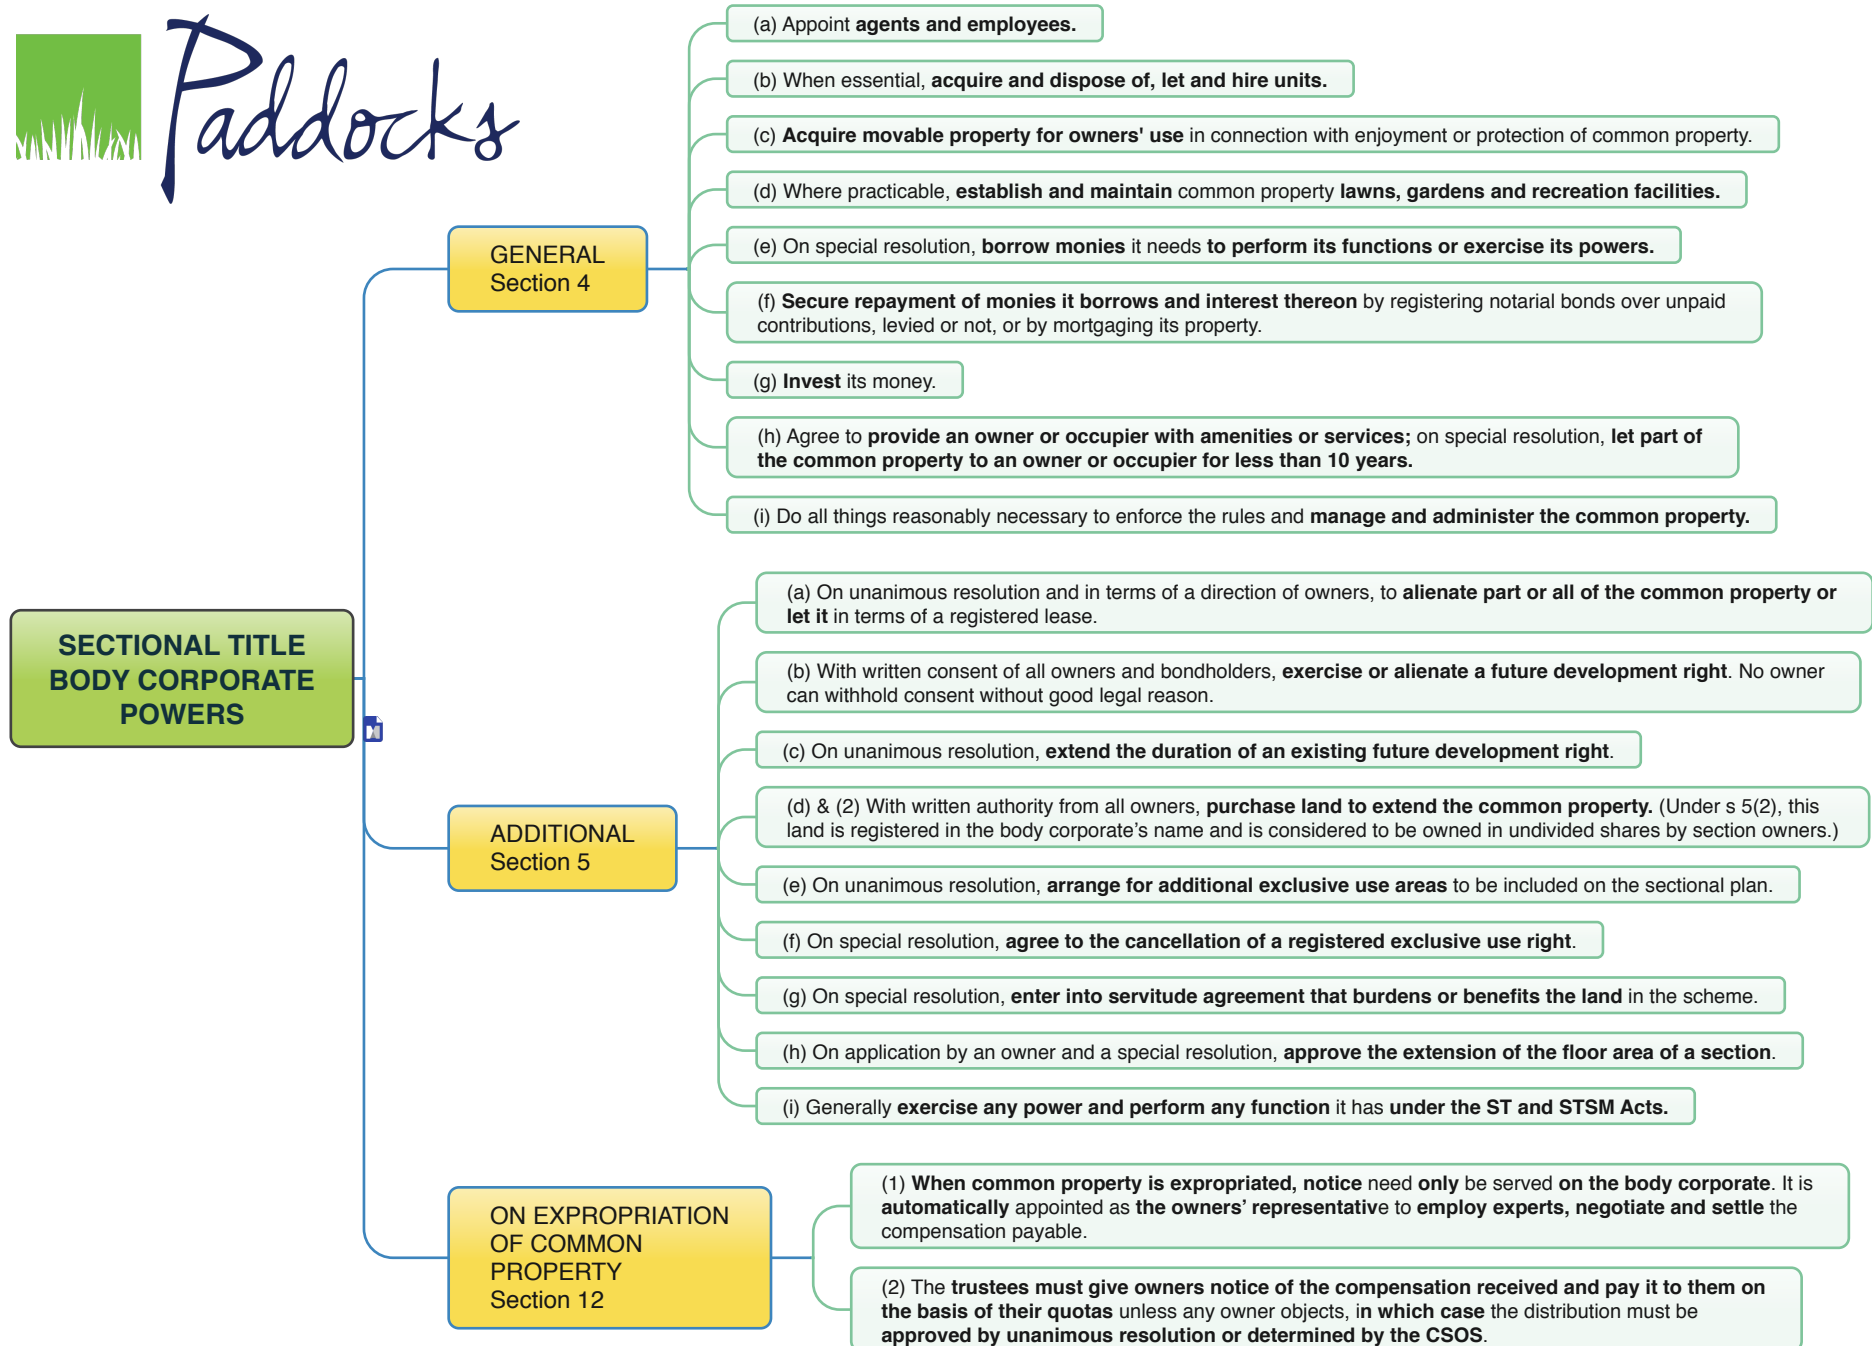 Paddocks
(a) Appoint agents and employees.
(b) When essential, acquire and dispose of, let and hire units.
(c) Acquire movable property for owners' use in connection with enjoyment or protection of common property.
(d) Where practicable, establish and maintain common property lawns, gardens and recreation facilities.
GENERAL
Section 4
(e) On special resolution, borrow monies it needs to perform its functions or exercise its powers.
(f) Secure repayment of monies it borrows and interest thereon by registering notarial bonds over unpaid
contributions, levied or not, or by mortgaging its property.
(g) Invest its money.
(h) Agree to provide an owner or occupier with amenities or services; on special resolution, let part of
the common property to an owner or occupier for less than 10 years.
(i) Do all things reasonably necessary to enforce the rules and manage and administer the common property.
SECTIONAL TITLE
BODY CORPORATE
POWERS
(a) On unanimous resolution and in terms of a direction of owners, to alienate part or all of the common property or
let it in terms of a registered lease.
(b) With written consent of all owners and bondholders, exercise or alienate a future development right. No owner
can withhold consent without good legal reason.
(c) On unanimous resolution, extend the duration of an existing future development right.
ADDITIONAL
Section 5
(d) & (2) With written authority from all owners, purchase land to extend the common property. (Under s 5(2), this
land is registered in the body corporate’s name and is considered to be owned in undivided shares by section owners.)
(e) On unanimous resolution, arrange for additional exclusive use areas to be included on the sectional plan.
(f) On special resolution, agree to the cancellation of a registered exclusive use right.
(g) On special resolution, enter into servitude agreement that burdens or benefits the land in the scheme.
(h) On application by an owner and a special resolution, approve the extension of the floor area of a section.
(i) Generally exercise any power and perform any function it has under the ST and STSM Acts.
ON EXPROPRIATION
OF COMMON
PROPERTY
Section 12
(1) When common property is expropriated, notice need only be served on the body corporate. It is
automatically appointed as the owners’ representative to employ experts, negotiate and settle the
compensation payable.
(2) The trustees must give owners notice of the compensation received and pay it to them on
the basis of their quotas unless any owner objects, in which case the distribution must be
approved by unanimous resolution or determined by the CSOS.